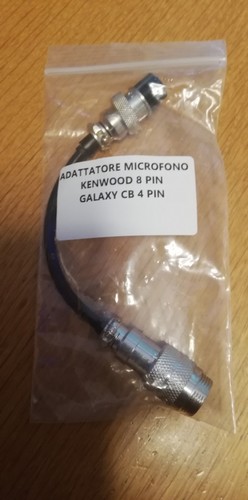 ADATTATORE MICROFONO
KENWOOD 8 PIN
GALAXY CB 4 PIN